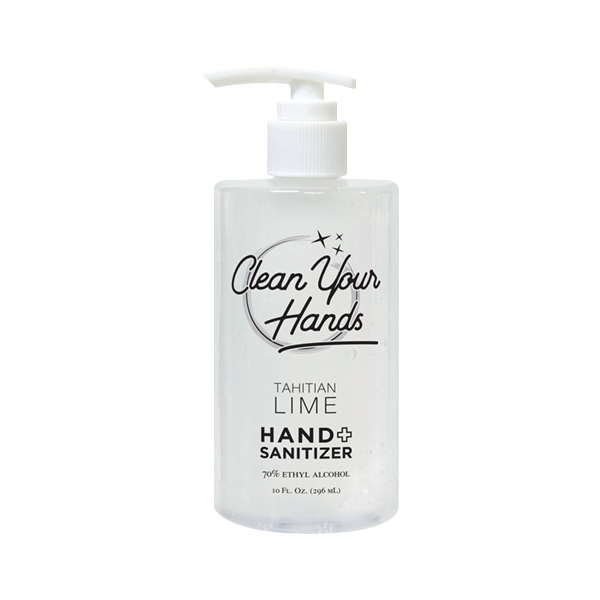 Clean Your
Hands
TAHITIAN
LIME
HAND+
SANITIZER
70% ETHYL ALCOHOL
10 FL. OZ. (296 mL)